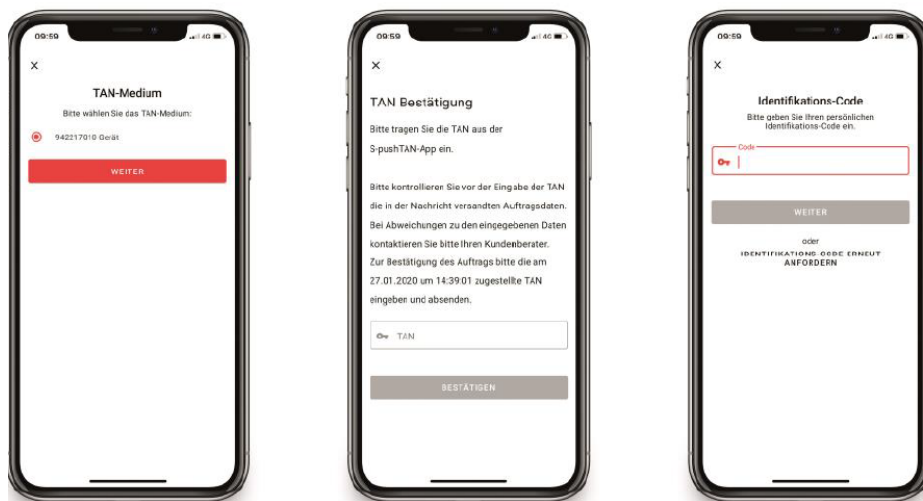 09:59
4G
X
TAN-Medium
Bitte wählen Sie das TAN-Medium:
942217010 Gerät
WEITER
09:59
4G
X
TAN Bestätigung
Bitte tragen Sie die TAN aus der
S-pushTAN-App ein.
Bitte kontrollieren Sie vor der Eingabe der TAN
die in der Nachricht versandten Auftragsdaten.
Bei Abweichungen zu den eingegebenen Daten
kontaktieren Sie bitte Ihren Kundenberater.
Zur Bestätigung des Auftrags bitte die am
27.01.2020 um 14:39:01 zugestellte TAN
eingeben und absenden.
TAN
BESTÄTIGEN
09:59
4G
X
Identifikations-Code
Bitte geben Sie Ihren persönlichen
Identifikations-Code ein.
Code
WEITER
oder
IDENTIFIKATIONS-CODE ERNEUT
ANFORDERN